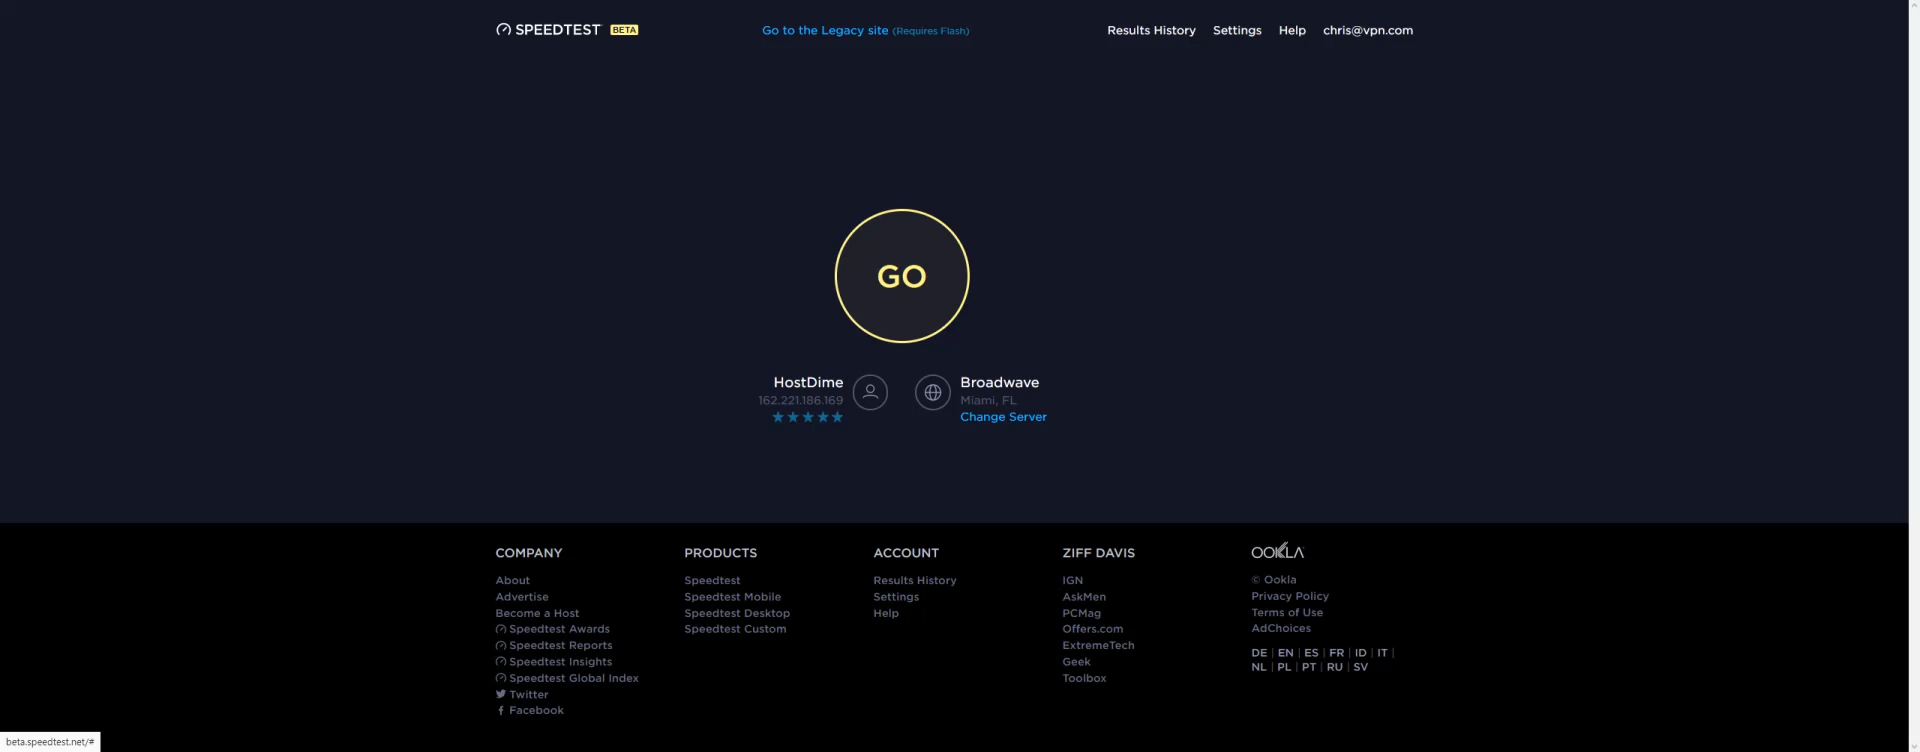 SPEEDTEST BETA
Go to the Legacy site (Requires Flash)
Results History Settings Help chris@vpn.com
GO
HostDime
162.221.186.169
Broadwave
Miami, FL
Change Server
COMPANY
About
Advertise
Become a Host
Speedtest Awards
Speedtest Reports
Speedtest Insights
Speedtest Global Index
Twitter
Facebook
PRODUCTS
Speedtest
Speedtest Mobile
Speedtest Desktop
Speedtest Custom
ACCOUNT
Results History
Settings
Help
ZIFF DAVIS
IGN
AskMen
PCMag
Offers.com
ExtremeTech
Geek
Toolbox
OOKLA
© Ookla
Privacy Policy
Terms of Use
AdChoices
DE | EN | ES | FR | ID | IT |
NL | PL | PT | RU | SV
beta.speedtest.net/#